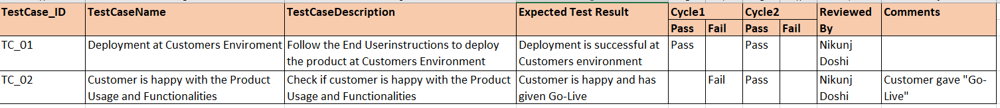 TestCase_ID TestCaseName TestCaseDescription Expected Test Result Cycle1 Cycle2 Reviewed By Comments
Pass Fail Pass Fail
TC_01 Deployment at Customers Enviroment Follow the End Userinstructions to deploy the product at Customers Environment Deployment is successful at Customers environment Pass Pass Nikunj Doshi
TC_02 Customer is happy with the Product Usage and Functionalities Check if customer is happy with the Product Usage and Functionalities Customer is happy and has given Go-Live Fail Pass Nikunj Doshi Customer gave "Go-Live"